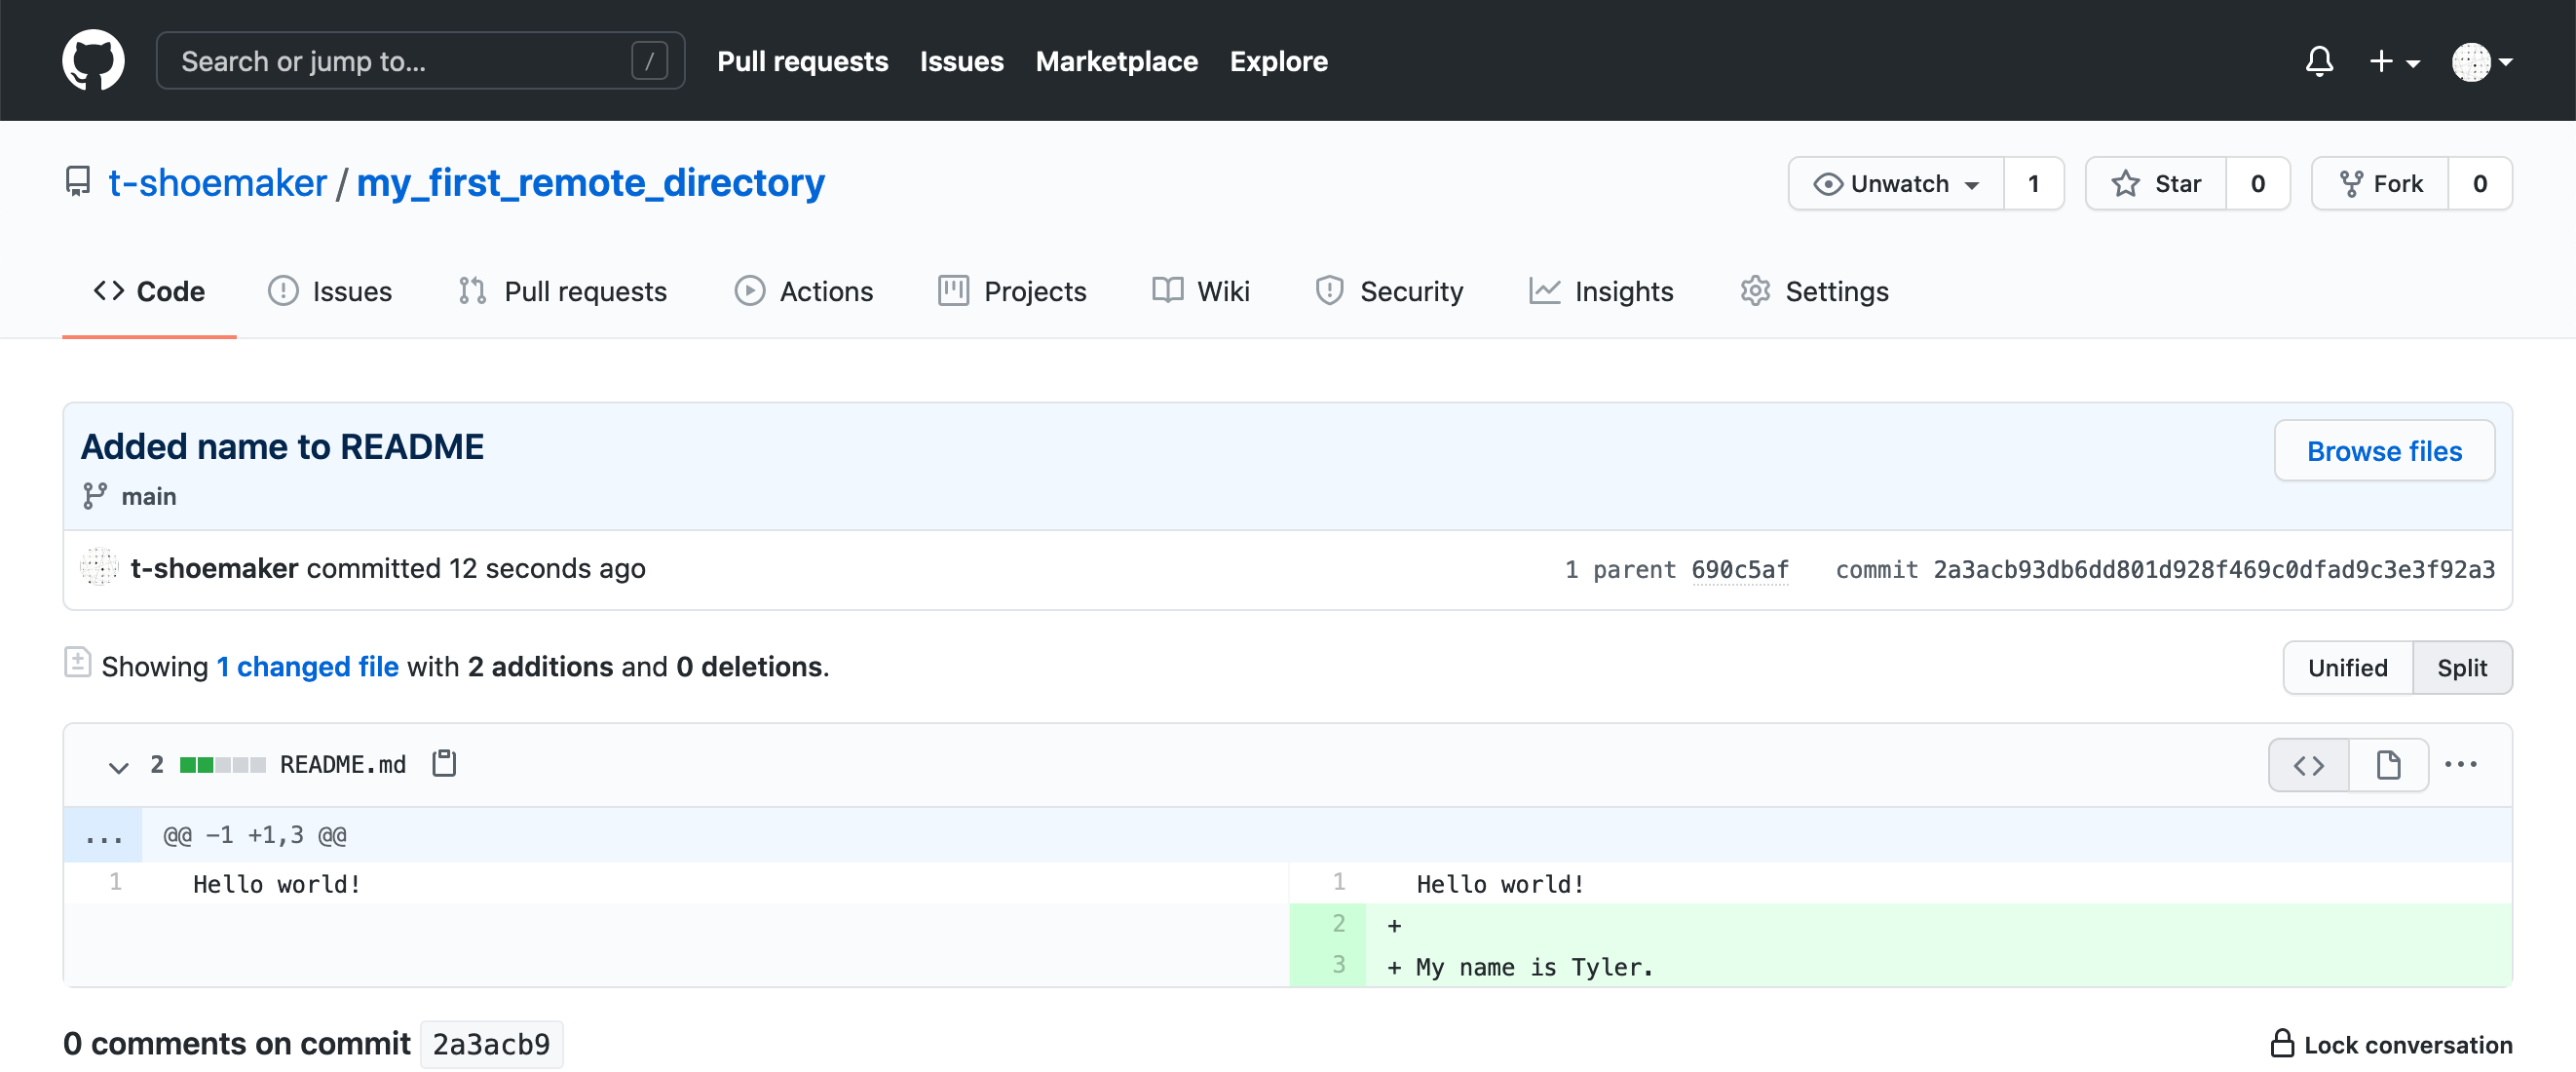 Search or jump to... /
Pull requests Issues Marketplace Explore
t-shoemaker / my_first_remote_directory
Unwatch 1 Star 0 Fork 0
Code Issues Pull requests Actions Projects Wiki Security Insights Settings
Added name to README
Browse files
main
t-shoemaker committed 12 seconds ago
1 parent 690c5af commit 2a3acb93db6dd801d928f469c0dfad9c3e3f92a3
Showing 1 changed file with 2 additions and 0 deletions.
Unified Split
2 README.md
... @@ -1 +1,3 @@
1 Hello world! 1 Hello world!
2 +
3 + My name is Tyler.
0 comments on commit 2a3acb9
Lock conversation